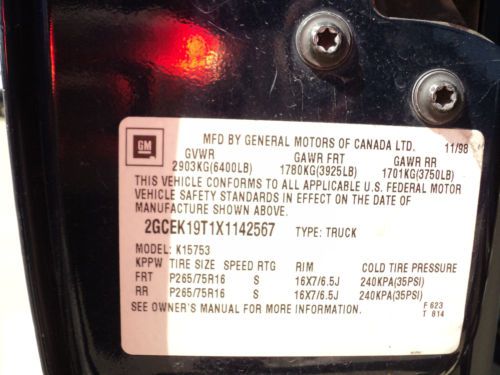 GM
MFD BY GENERAL MOTORS OF CANADA LTD. 11/98
GVWR GAWR FRT GAWR RR
2903KG(6400LB) 1780KG(3925LB) 1701KG(3750LB)
THIS VEHICLE CONFORMS TO ALL APPLICABLE U.S. FEDERAL MOTOR
VEHICLE SAFETY STANDARDS IN EFFECT ON THE DATE OF
MANUFACTURE SHOWN ABOVE.
2GCEK19T1X1142567 TYPE: TRUCK
MODEL: K15753
KPPW TIRE SIZE SPEED RTG RIM COLD TIRE PRESSURE
FRT P265/75R16 S 16X7/6.5J 240KPA(35PSI)
RR P265/75R16 S 16X7/6.5J 240KPA(35PSI)
SEE OWNER'S MANUAL FOR MORE INFORMATION. F 623
T 814